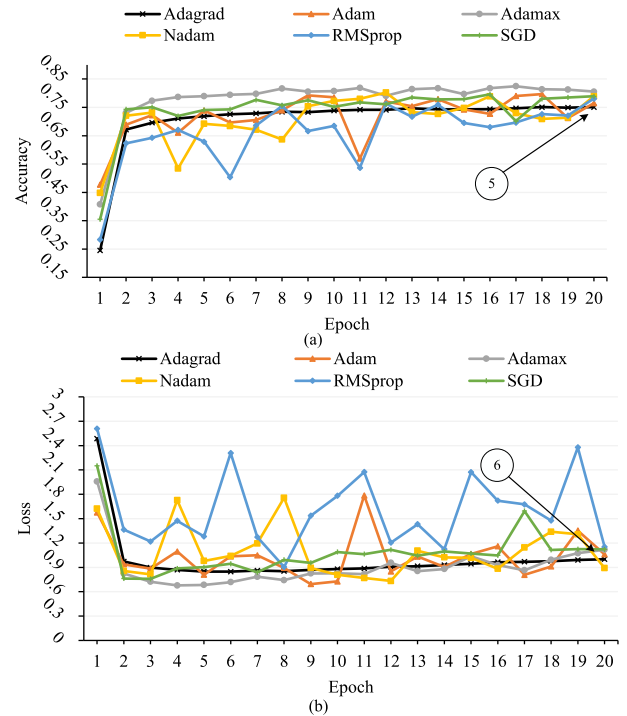 Adagrad Adam Adamax
Nadam RMSprop SGD
0.85
0.75
0.65
0.55
0.45
0.35
0.25
0.15
Accuracy
5
1 2 3 4 5 6 7 8 9 10 11 12 13 14 15 16 17 18 19 20
Epoch
(a)
Adagrad Adam Adamax
Nadam RMSprop SGD
3
2.7
2.4
2.1
1.8
1.5
1.2
0.9
0.6
0.3
0
Loss
6
1 2 3 4 5 6 7 8 9 10 11 12 13 14 15 16 17 18 19 20
Epoch
(b)